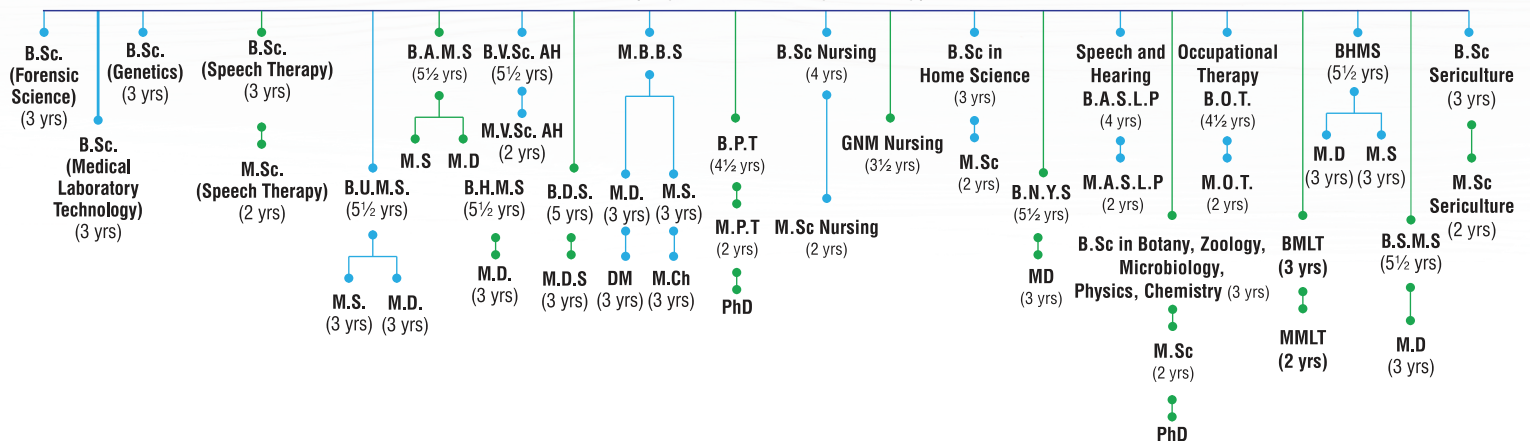 B.Sc.
(Forensic
Science)
(3 yrs)
B.Sc.
(Medical
Laboratory
Technology)
(3 yrs)
B.Sc.
(Genetics)
(3 yrs)
B.Sc.
(Speech Therapy)
(3 yrs)
M.Sc.
(Speech Therapy)
(2 yrs)
B.U.M.S.
(5½ yrs)
M.S.
(3 yrs)
M.D.
(3 yrs)
B.A.M.S
(5½ yrs)
M.S
M.D
B.V.Sc. AH
(5½ yrs)
M.V.Sc. AH
(2 yrs)
B.H.M.S
(5½ yrs)
M.D.
(3 yrs)
B.D.S.
(5 yrs)
M.D.S
(3 yrs)
M.B.B.S
M.D.
(3 yrs)
DM
(3 yrs)
M.S.
(3 yrs)
M.Ch
(3 yrs)
B.P.T
(4½ yrs)
M.P.T
(2 yrs)
PhD
B.Sc Nursing
(4 yrs)
M.Sc Nursing
(2 yrs)
GNM Nursing
(3½ yrs)
B.Sc in
Home Science
(3 yrs)
M.Sc
(2 yrs)
B.N.Y.S
(5½ yrs)
MD
(3 yrs)
Speech and
Hearing
B.A.S.L.P
(4 yrs)
M.A.S.L.P
(2 yrs)
B.Sc in Botany, Zoology,
Microbiology,
Physics, Chemistry (3 yrs)
M.Sc
(2 yrs)
PhD
Occupational
Therapy
B.O.T.
(4½ yrs)
M.O.T.
(2 yrs)
BMLT
(3 yrs)
MMLT
(2 yrs)
BHMS
(5½ yrs)
M.D
(3 yrs)
M.S
(3 yrs)
B.S.M.S
(5½ yrs)
M.D
(3 yrs)
B.Sc
Sericulture
(3 yrs)
M.Sc
Sericulture
(2 yrs)